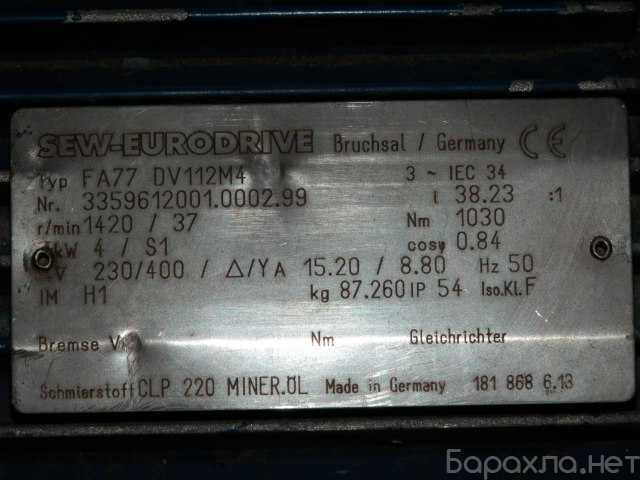 SEW-EURODRIVE Bruchsal / Germany CE
Typ FA77 DV112M4 3 ~ IEC 34
Nr. 3359612001.0002.99 i 38.23 :1
r/min 1420 / 37 Nm 1030
kW 4 / S1 cosφ 0.84
V 230/400 / △/Y A 15.20 / 8.80 Hz 50
IM H1 kg 87.260 IP 54 Iso.Kl. F
Bremse V Nm Gleichrichter
Schmierstoff CLP 220 MINER.ÖL Made in Germany 181 868 6.13
Барахла.нет